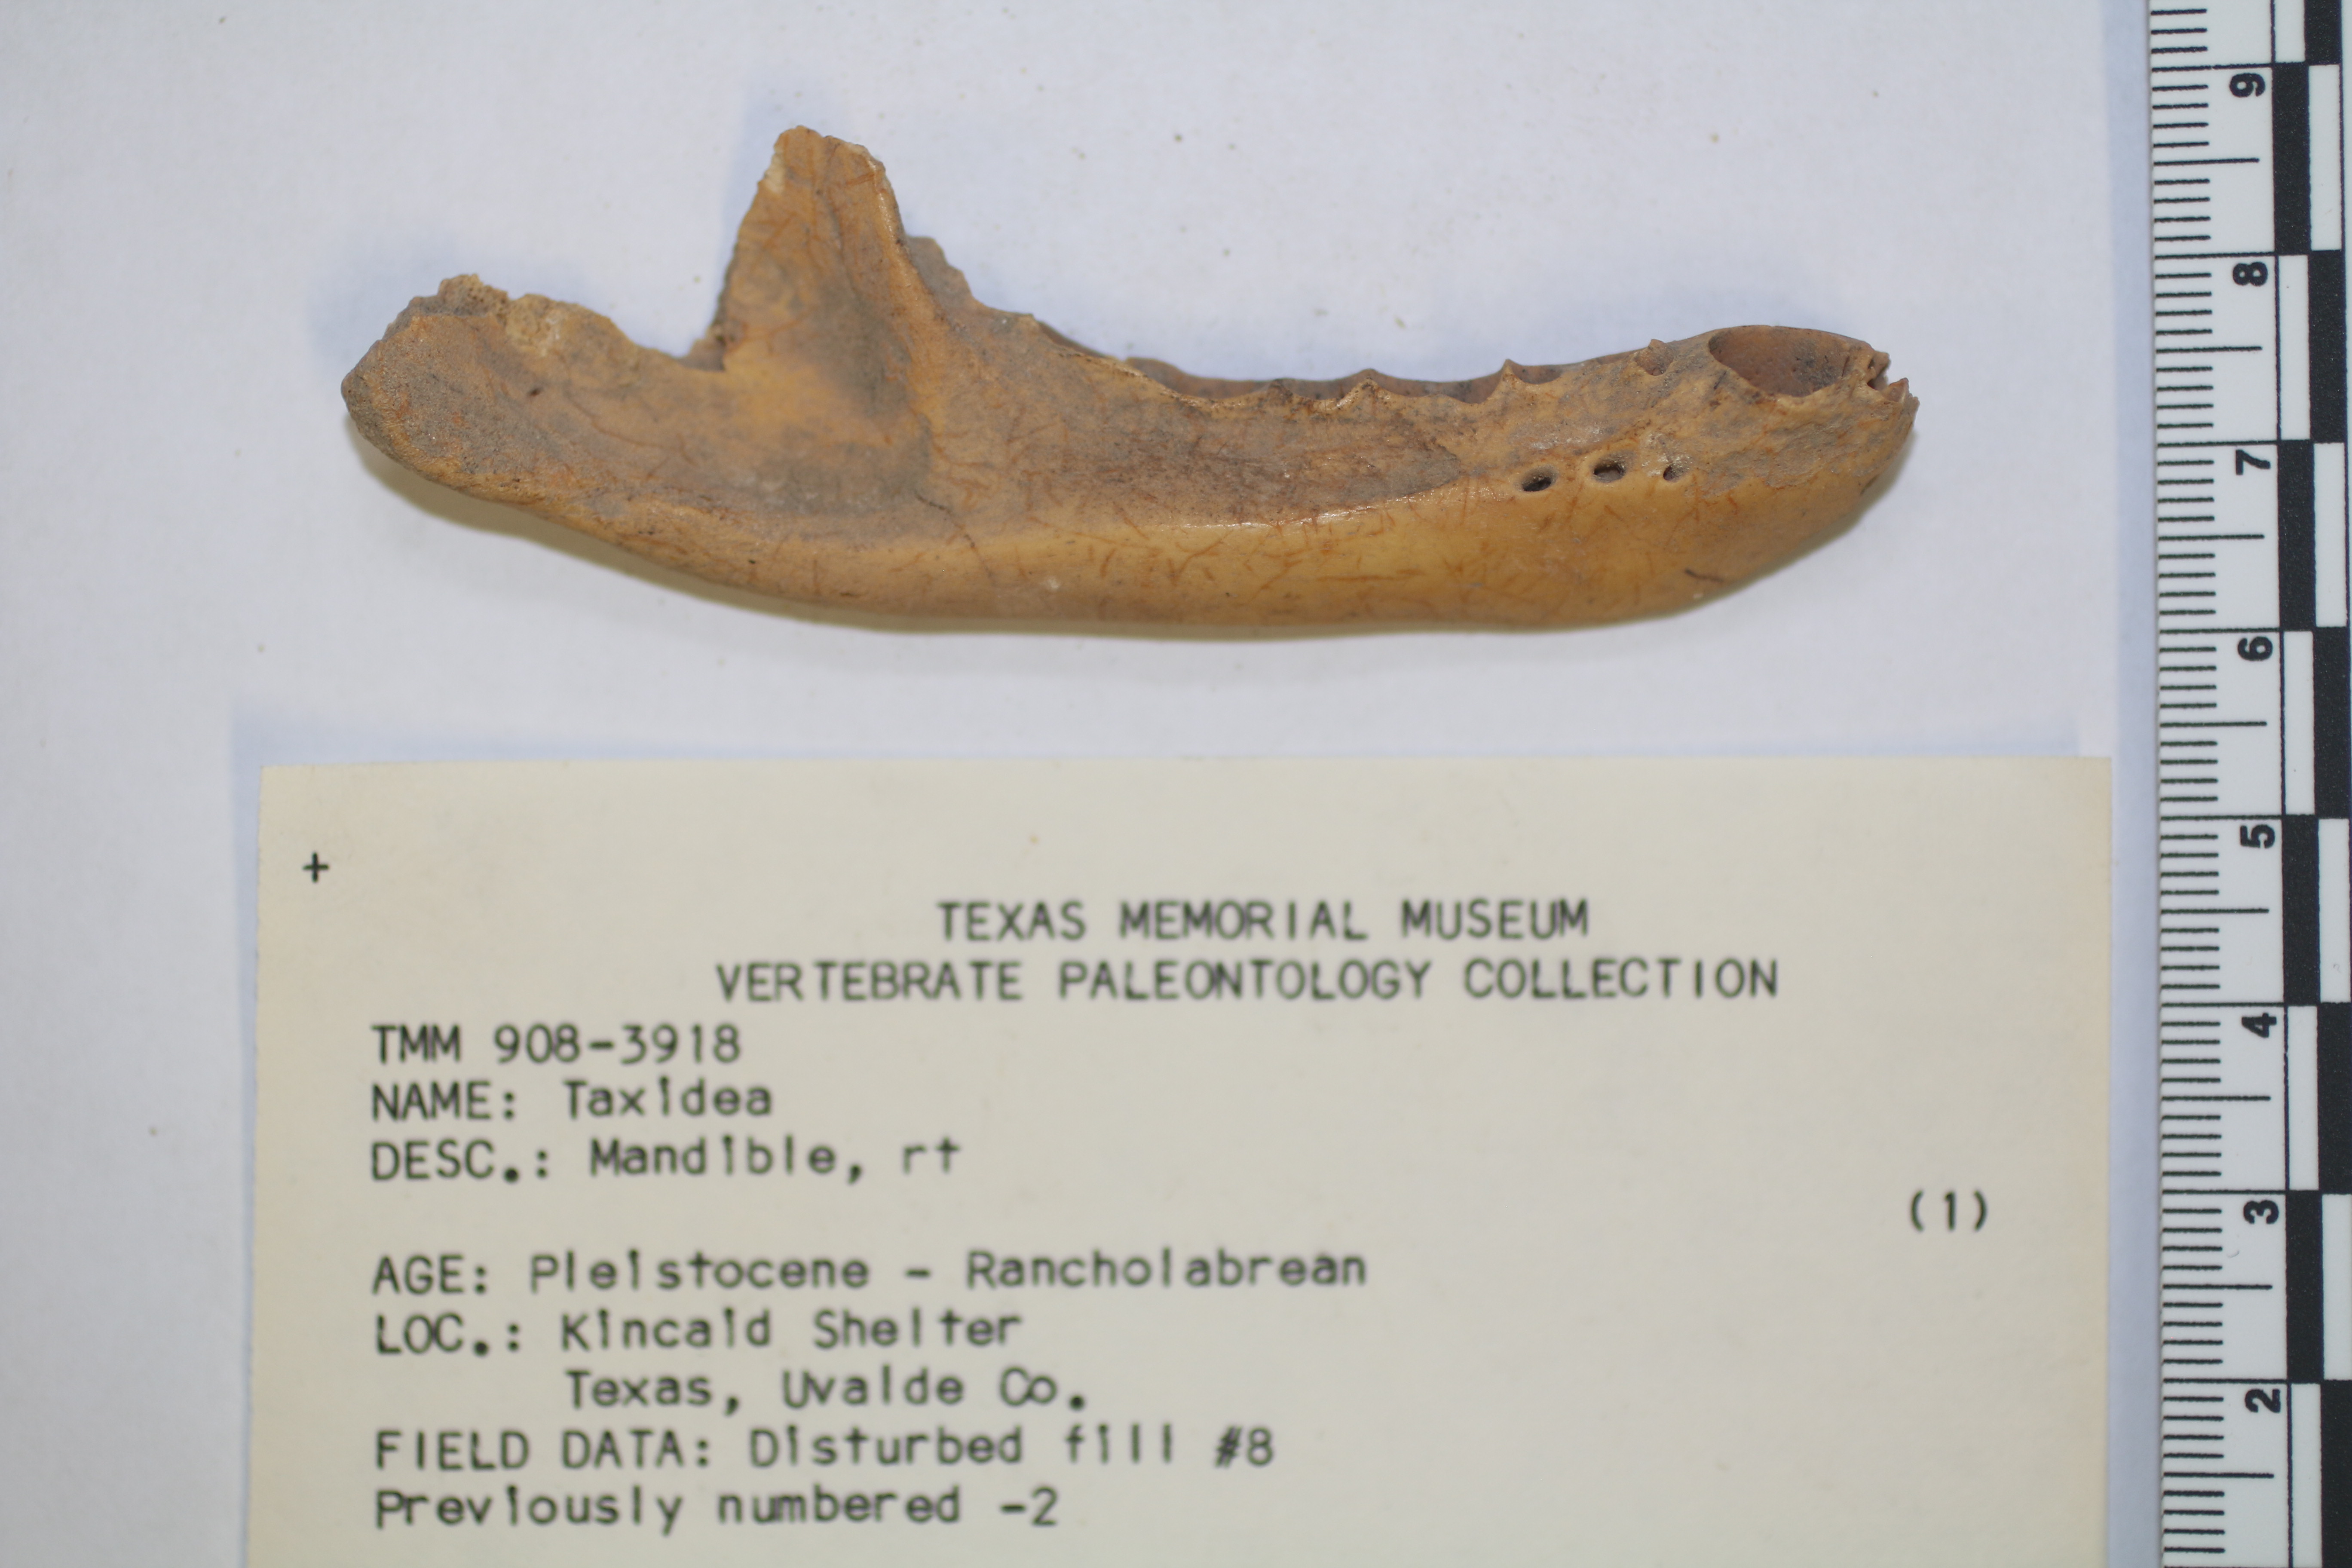 +
TEXAS MEMORIAL MUSEUM
VERTEBRATE PALEONTOLOGY COLLECTION
TMM 908-3918
NAME: Taxidea
DESC.: Mandible, rt
(1)
AGE: Pleistocene - Rancholabrean
LOC.: Kincaid Shelter
Texas, Uvalde Co.
FIELD DATA: Disturbed fill #8
Previously numbered -2
9
8
7
6
5
4
3
2